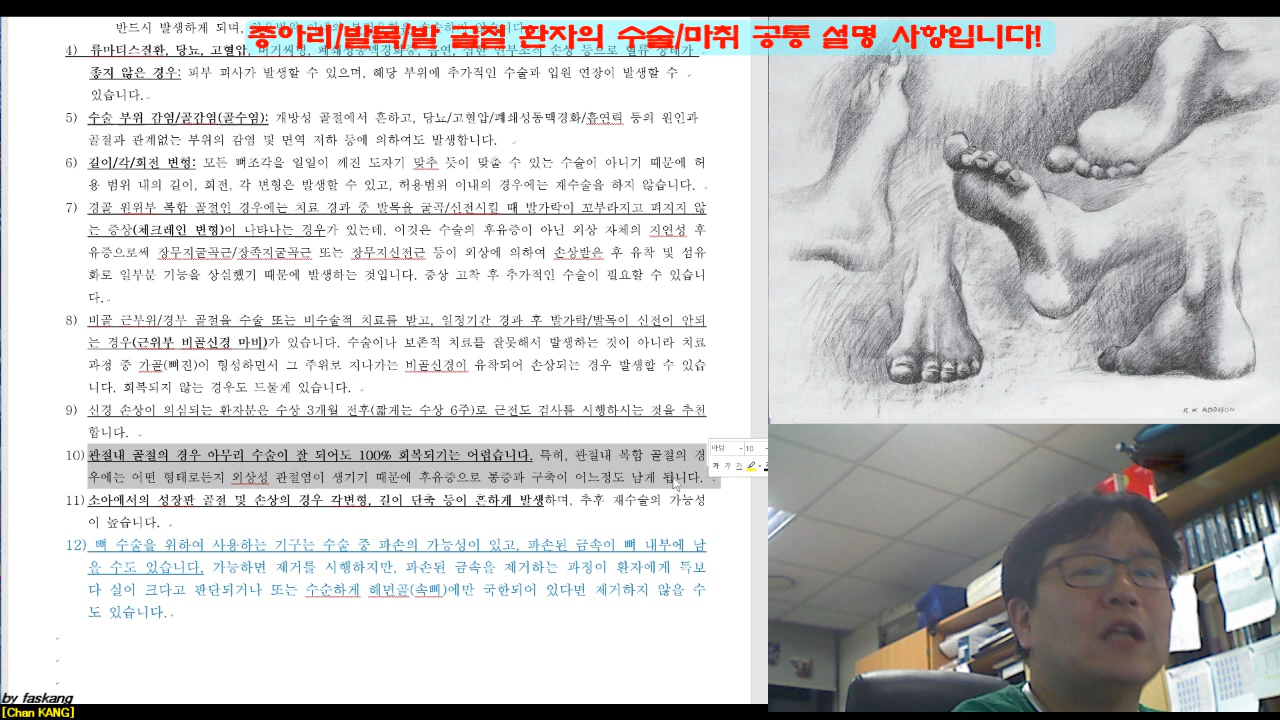 종아리/발목/발 골절 환자의 수술/마취 공통 설명 사항입니다!
반드시 발생하게 되며,
4) 류마티스질환, 당뇨, 고혈압,
좋지 않은 경우: 피부 괴사가 발생할 수 있으며, 해당 부위에 추가적인 수술과 입원 연장이 발생할 수
있습니다.
5) 수술 부위 감염/골감염(골수염): 개방성 골절에서 흔하고, 당뇨/고혈압/폐쇄성동맥경화/흡연력 등의 원인과
골절과 관계없는 부위의 감염 및 면역 저하 등에 의하여도 발생합니다.
6) 길이/각/회전 변형: 모든 뼈조각을 일일이 깨진 도자기 맞추 듯이 맞출 수 있는 수술이 아니기 때문에 허
용 범위 내의 길이, 회전, 각 변형은 발생할 수 있고, 허용범위 이내의 경우에는 재수술을 하지 않습니다.
7) 경골 원위부 복합 골절인 경우에는 치료 경과 중 발목을 굴곡/신전시킬 때 발가락이 꼬부라지고 펴지지 않
는 증상(체크레인 변형)이 나타나는 경우가 있는데, 이것은 수술의 후유증이 아닌 외상 자체의 지연성 후
유증으로써 장무지굴곡근/장족지굴곡근 또는 장무지신전근 등이 외상에 의하여 손상받은 후 유착 및 섬유
화로 일부분 기능을 상실했기 때문에 발생하는 것입니다. 증상 고착 후 추가적인 수술이 필요할 수 있습니
다.
8) 비골 근부위/경부 골절을 수술 또는 비수술적 치료를 받고, 일정기간 경과 후 발가락/발목이 신전이 안되
는 경우(근위부 비골신경 마비)가 있습니다. 수술이나 보존적 치료를 잘못해서 발생하는 것이 아니라 치료
과정 중 가골(뼈진)이 형성하면서 그 주위로 지나가는 비골신경이 유착되어 손상되는 경우 발생할 수 있습
니다. 회복되지 않는 경우도 드물게 있습니다.
9) 신경 손상이 의심되는 환자분은 수상 3개월 전후(짧게는 수상 6주)로 근전도 검사를 시행하시는 것을 추천
합니다.
10) 관절내 골절의 경우 아무리 수술이 잘 되어도 100% 회복되기는 어렵습니다. 특히, 관절내 복합 골절의 경
우에는 어떤 형태로든지 외상성 관절염이 생기기 때문에 후유증으로 통증과 구축이 어느정도 남게 됩니다.
11) 소아에서의 성장판 골절 및 손상의 경우 각변형, 길이 단축 등이 흔하게 발생하며, 추후 재수술의 가능성
이 높습니다.
12) 뼈 수술을 위하여 사용하는 기구는 수술 중 파손의 가능성이 있고, 파손된 금속이 뼈 내부에 남
을 수도 있습니다. 가능하면 제거를 시행하지만, 파손된 금속을 제거하는 과정이 환자에게 득보
다 실이 크다고 판단되거나 또는 수순하게 해면골(속뼈)에만 국한되어 있다면 제거하지 않을 수
도 있습니다.
바탕 10
가 가 가
R W ADDISON
by faskang
[Chan KANG]